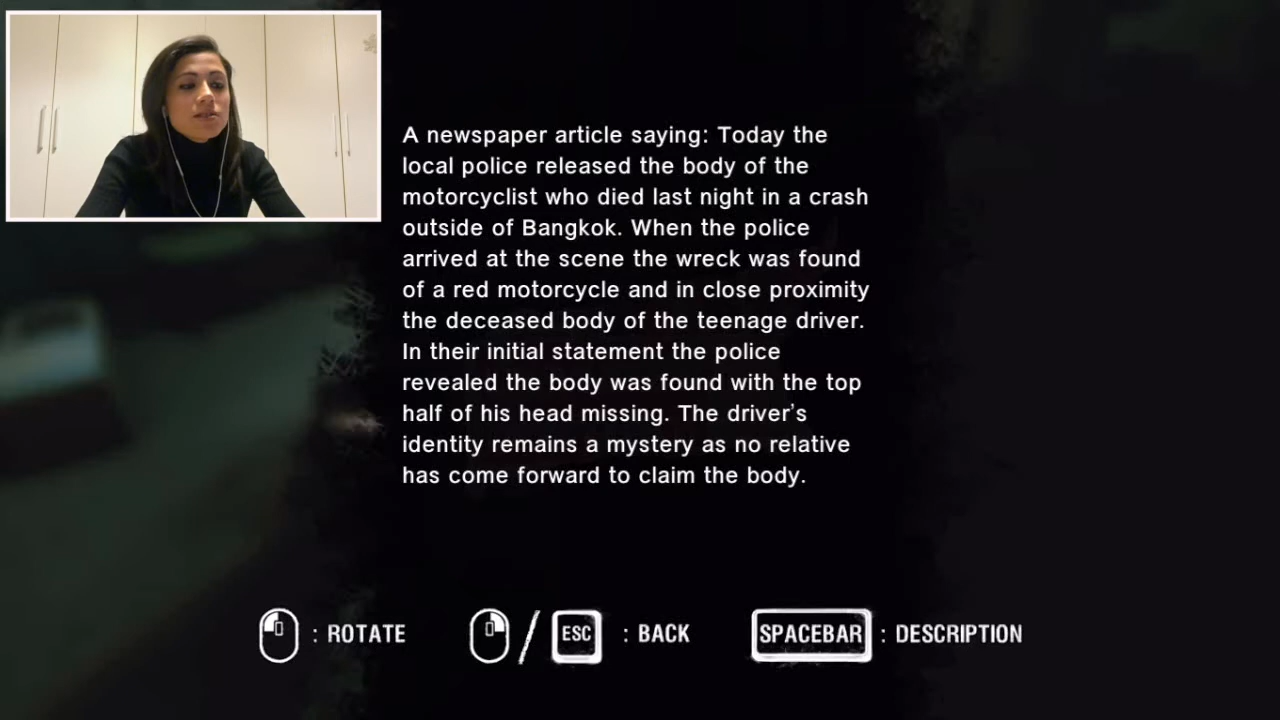 A newspaper article saying: Today the
local police released the body of the
motorcyclist who died last night in a crash
outside of Bangkok. When the police
arrived at the scene the wreck was found
of a red motorcycle and in close proximity
the deceased body of the teenage driver.
In their initial statement the police
revealed the body was found with the top
half of his head missing. The driver's
identity remains a mystery as no relative
has come forward to claim the body.
: ROTATE / ESC : BACK SPACEBAR : DESCRIPTION